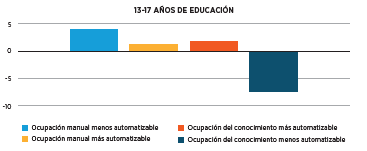 13-17 AÑOS DE EDUCACIÓN
5
0
-5
-10
Ocupación manual menos automatizable
Ocupación del conocimiento más automatizable
Ocupación manual más automatizable
Ocupación del conocimiento menos automatizable